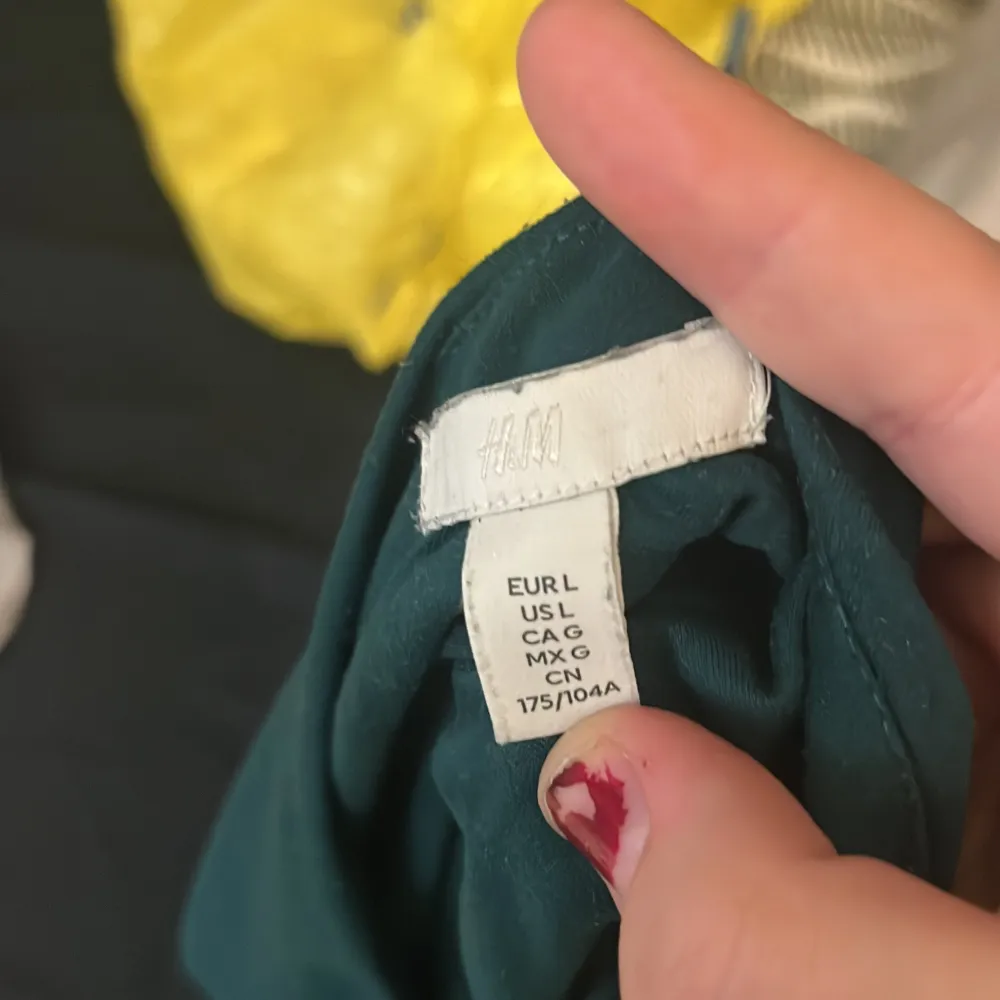 H&M
EUR L
US L
CA G
MX G
CN
175/104A